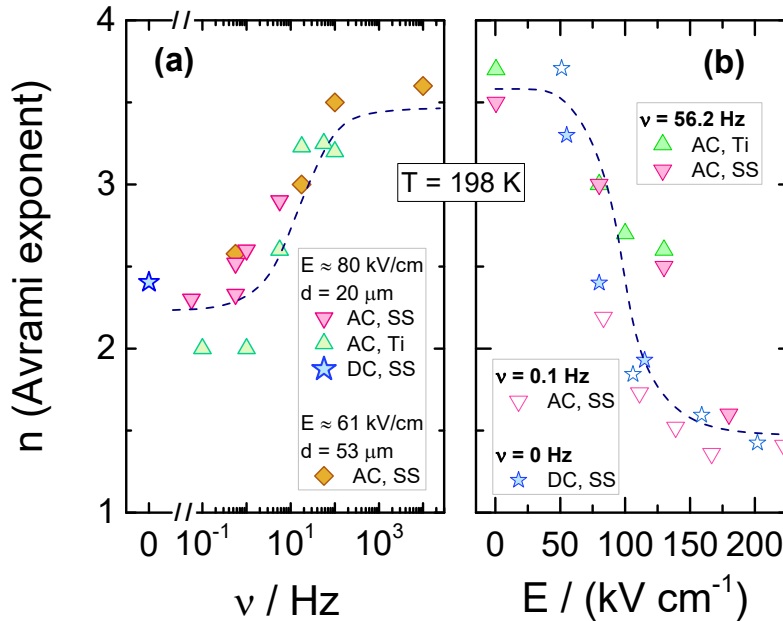 n (Avrami exponent)
4
3
2
1
(a)
E ≈ 80 kV/cm
d = 20 μm
AC, SS
AC, Ti
DC, SS
E ≈ 61 kV/cm
d = 53 μm
AC, SS
0 10⁻¹ 10¹ 10³
ν / Hz
T = 198 K
(b)
ν = 56.2 Hz
AC, Ti
AC, SS
ν = 0.1 Hz
AC, SS
ν = 0 Hz
DC, SS
0 50 100 150 200
E / (kV cm⁻¹)